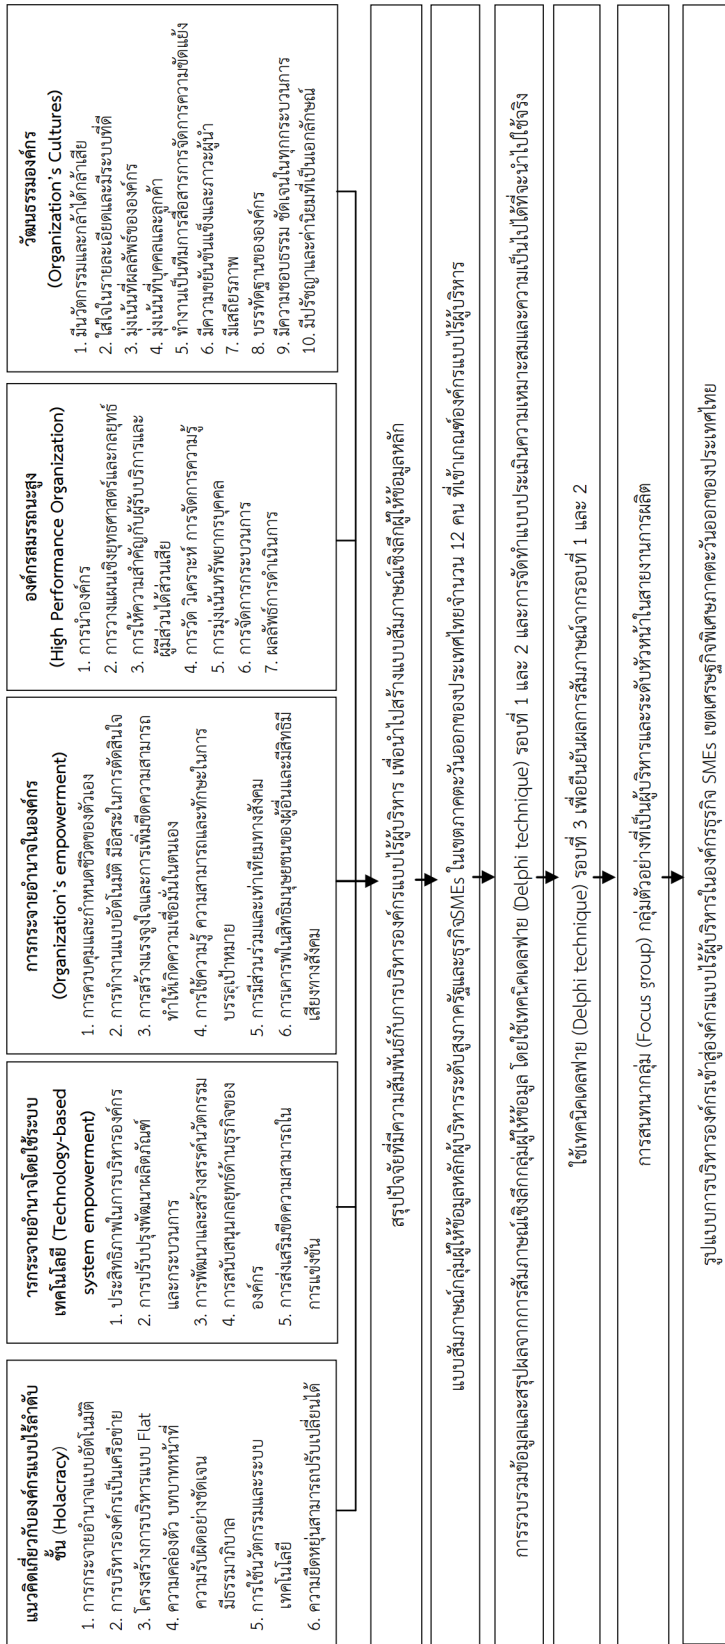 แนวคิดเกี่ยวกับองค์กรแบบไร้ลำดับ
ชั้น (Holacracy)
1. การกระจายอำนาจแบบอัตโนมัติ
2. การบริหารองค์กรเป็นเครือข่าย
3. โครงสร้างการบริหารแบบ Flat
4. ความคล่องตัว บทบาทหน้าที่
ความรับผิดอย่างชัดเจน
มีธรรมาภิบาล
5. การใช้นวัตกรรมและระบบ
เทคโนโลยี
6. ความยืดหยุ่นสามารถปรับเปลี่ยนได้
ารกระจายอำนาจโดยใช้ระบบ
เทคโนโลยี (Technology-based
system empowerment)
1. ประสิทธิภาพในการบริหารองค์กร
2. การปรับปรุงพัฒนาผลิตภัณฑ์
และกระบวนการ
3. การพัฒนาและสร้างสรรค์นวัตกรรม
4. การสนับสนุนกลยุทธ์ด้านธุรกิจของ
องค์กร
5. การส่งเสริมขีดความสามารถใน
การแข่งขัน
การกระจายอำนาจในองค์กร
(Organization's empowerment)
1. การควบคุมและกำหนดชีวิตของตัวเอง
2. การทำงานแบบอัตโนมัติ มีอิสระในการตัดสินใจ
3. การสร้างแรงจูงใจและการเพิ่มขีดความสามารถ
ทำให้เกิดความเชื่อมั่นในตนเอง
4. การใช้ความรู้ ความสามารถและทักษะในการ
บรรลุเป้าหมาย
5. การมีส่วนร่วมและเท่าเทียมทางสังคม
6. การเคารพในสิทธิมนุษยชนของผู้อื่นและมีสิทธิมี
เสียงทางสังคม
องค์กรสมรรถนะสูง
(High Performance Organization)
1. การนำองค์กร
2. การวางแผนเชิงยุทธศาสตร์และกลยุทธ์
3. การให้ความสำคัญกับผู้รับบริการและ
ผู้มีส่วนได้ส่วนเสีย
4. การวัด วิเคราะห์ การจัดการความรู้
5. การมุ่งเน้นทรัพยากรบุคคล
6. การจัดการกระบวนการ
7. ผลลัพธ์การดำเนินการ
วัฒนธรรมองค์กร
(Organization's Cultures)
1. มีนวัตกรรมและกล้าได้กล้าเสีย
2. ใส่ใจในรายละเอียดและมีระบบที่ดี
3. มุ่งเน้นที่ผลลัพธ์ขององค์กร
4. มุ่งเน้นที่บุคคลและลูกค้า
5. ทำงานเป็นทีมการสื่อสารการจัดการความขัดแย้ง
6. มีความขยันขันแข็งและภาวะผู้นำ
7. มีเสถียรภาพ
8. บรรทัดฐานขององค์กร
9. มีความชอบธรรม ชัดเจนในทุกกระบวนการ
10. มีปรัชญาและค่านิยมที่เป็นเอกลักษณ์
สรุปปัจจัยที่มีความสัมพันธ์กับการบริหารองค์กรแบบไร้ผู้บริหาร เพื่อนำไปสร้างแบบสัมภาษณ์เชิงลึกผู้ให้ข้อมูลหลัก
แบบสัมภาษณ์กลุ่มผู้ให้ข้อมูลหลักผู้บริหารระดับสูงภาครัฐและธุรกิจSMEs ในเขตภาคตะวันออกของประเทศไทยจำนวน 12 คน ที่เข้าเกณฑ์องค์กรแบบไร้ผู้บริหาร
การรวบรวมข้อมูลและสรุปผลจากการสัมภาษณ์เชิงลึกกลุ่มผู้ให้ข้อมูล โดยใช้เทคนิคเดลฟาย (Delphi technique) รอบที่ 1 และ 2 และการจัดทำแบบประเมินความเหมาะสมและความเป็นไปได้ที่จะนำไปใช้จริง
ใช้เทคนิคเดลฟาย (Delphi technique) รอบที่ 3 เพื่อยืนยันผลการสัมภาษณ์จากรอบที่ 1 และ 2
การสนทนากลุ่ม (Focus group) กลุ่มตัวอย่างที่เป็นผู้บริหารและระดับหัวหน้าในสายงานการผลิต
รูปแบบการบริหารองค์กรเข้าสู่องค์กรแบบไร้ผู้บริหารในองค์กรธุรกิจ SMEs เขตเศรษฐกิจพิเศษภาคตะวันออกของประเทศไทย